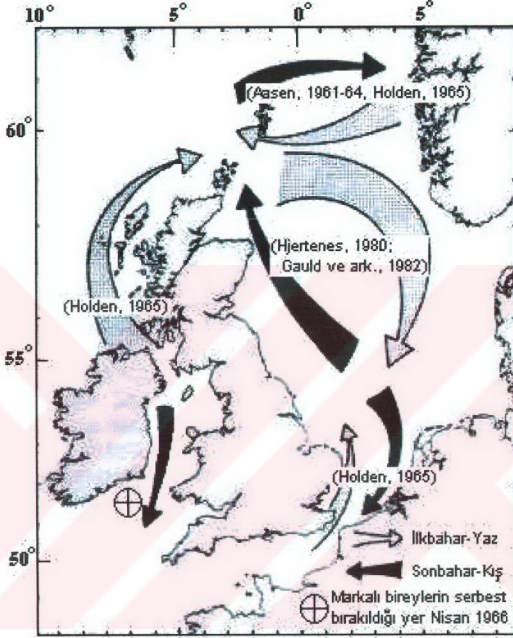 10° 5° 0° 5°
(Aasen, 1961-64, Holden, 1965)
60°
(Hjertenes, 1980;
Gauld ve ark., 1982)
(Holden, 1965)
55°
(Holden, 1965)
İlkbahar-Yaz
50°
Sonbahar-Kış
Markalı bireylerin serbest
bırakıldığı yer Nisan 1966